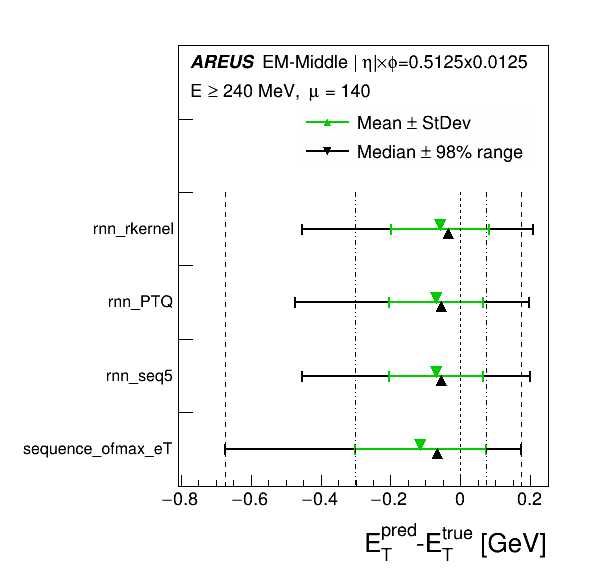 AREUS EM-Middle |η|×φ=0.5125x0.0125
E ≥ 240 MeV, μ = 140
Mean ± StDev
Median ± 98% range
rnn_rkernel
rnn_PTQ
rnn_seq5
sequence_ofmax_eT
−0.8 −0.6 −0.4 −0.2 0 0.2
E_T^pred-E_T^true [GeV]